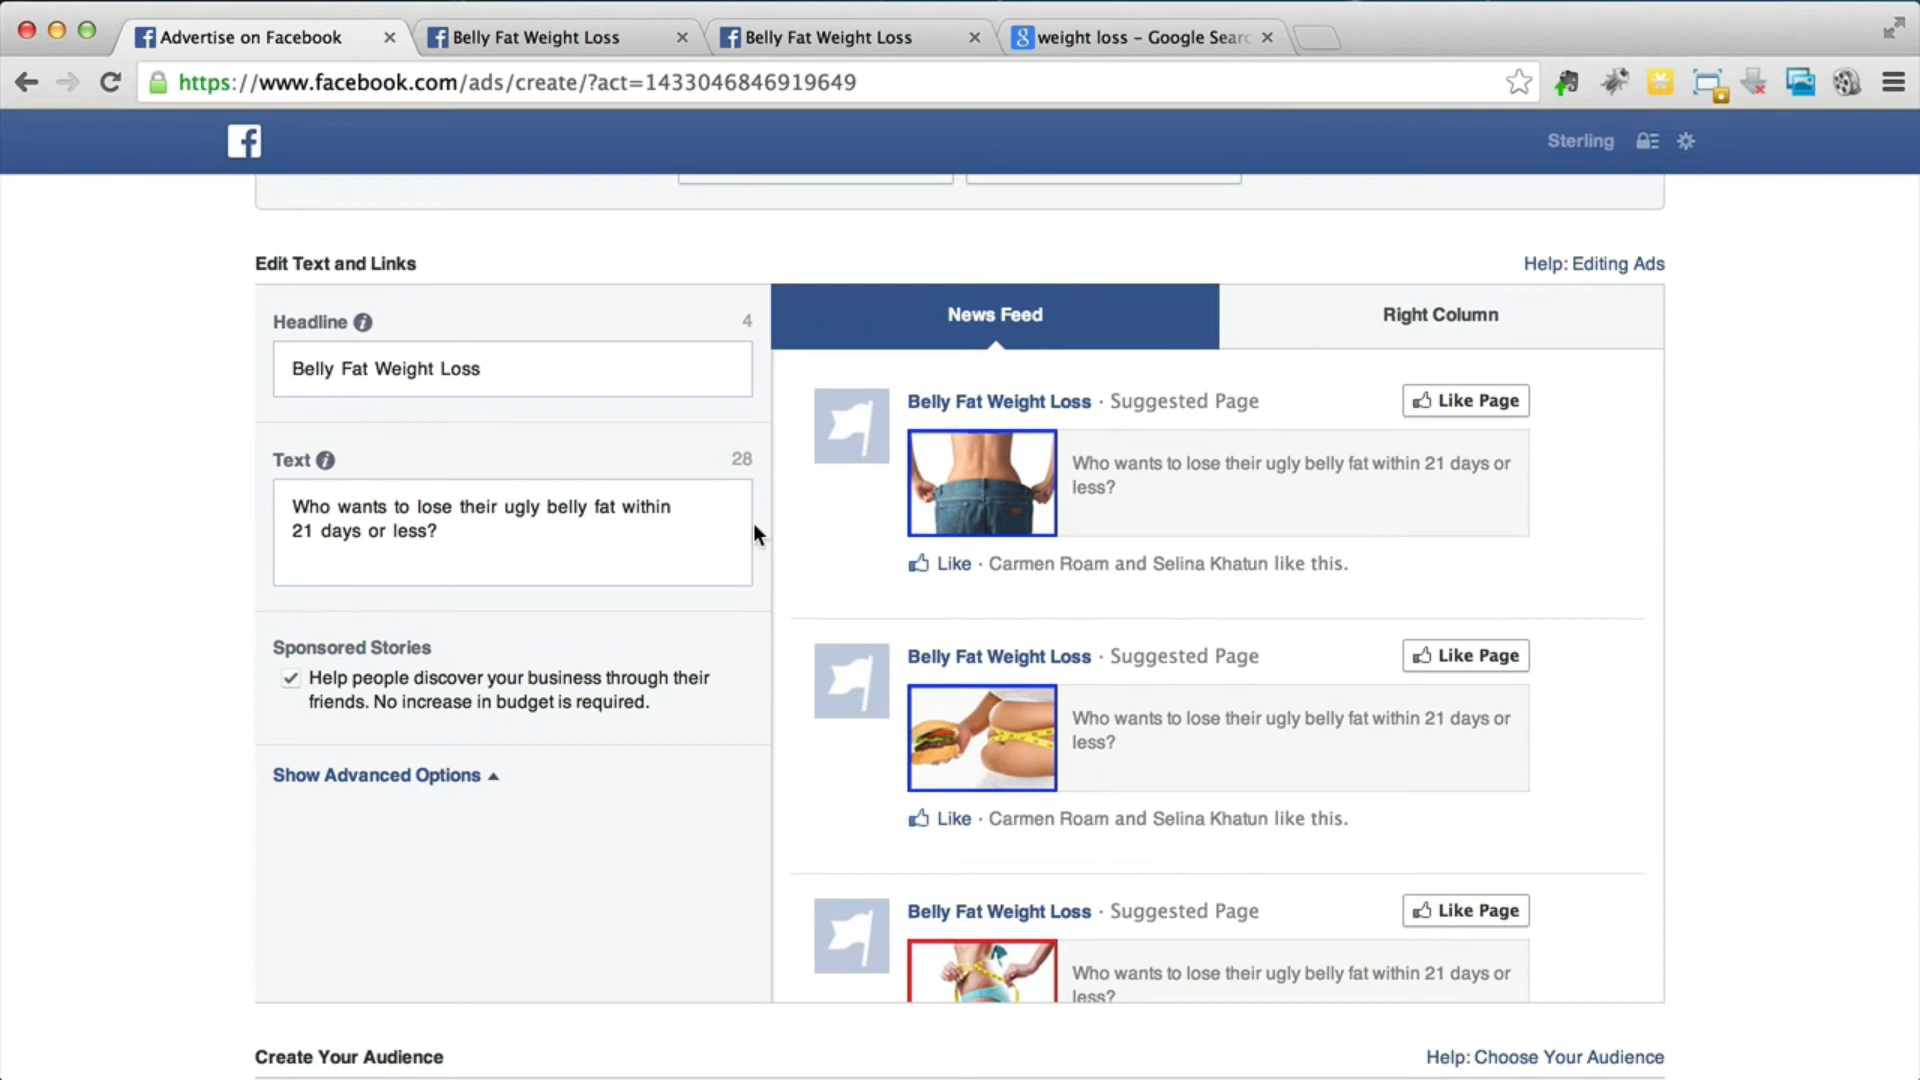 Advertise on Facebook
Belly Fat Weight Loss
Belly Fat Weight Loss
weight loss – Google Sear
https://www.facebook.com/ads/create/?act=1433046846919649
Sterling
Edit Text and Links
Help: Editing Ads
Headline
4
Belly Fat Weight Loss
Text
28
Who wants to lose their ugly belly fat within
21 days or less?
Sponsored Stories
Help people discover your business through their
friends. No increase in budget is required.
Show Advanced Options
News Feed
Right Column
Belly Fat Weight Loss · Suggested Page
Like Page
Who wants to lose their ugly belly fat within 21 days or
less?
Like · Carmen Roam and Selina Khatun like this.
Belly Fat Weight Loss · Suggested Page
Like Page
Who wants to lose their ugly belly fat within 21 days or
less?
Like · Carmen Roam and Selina Khatun like this.
Belly Fat Weight Loss · Suggested Page
Like Page
Who wants to lose their ugly belly fat within 21 days or
less?
Create Your Audience
Help: Choose Your Audience